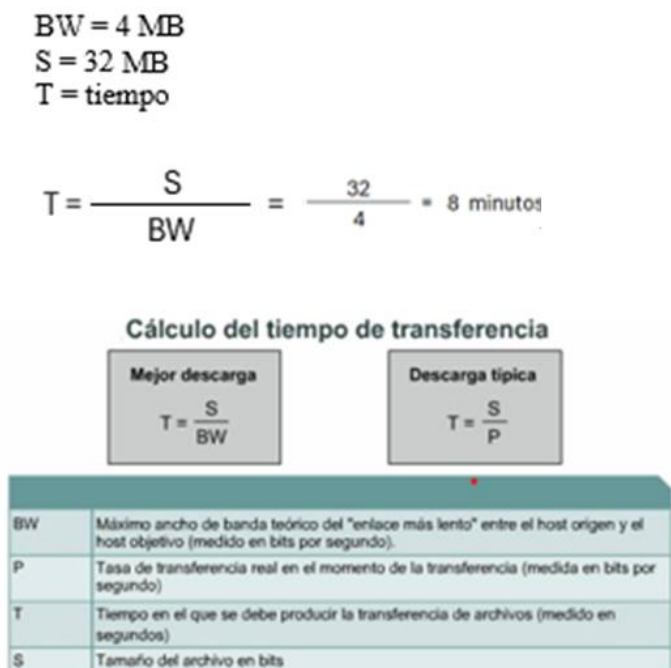 BW = 4 MB
S = 32 MB
T = tiempo
T = S / BW = 32 / 4 = 8 minutos
Cálculo del tiempo de transferencia
Mejor descarga
T = S / BW
Descarga típica
T = S / P
BW Máximo ancho de banda teórico del "enlace más lento" entre el host origen y el
host objetivo (medido en bits por segundo).
P Tasa de transferencia real en el momento de la transferencia (medida en bits por
segundo)
T Tiempo en el que se debe producir la transferencia de archivos (medido en
segundos)
S Tamaño del archivo en bits